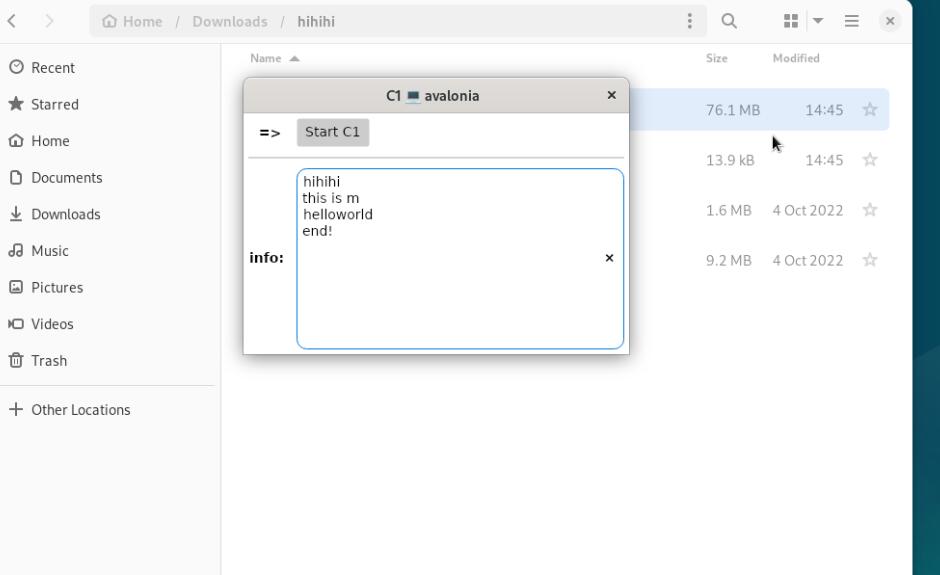 Home / Downloads / hihihi
Recent
Starred
Home
Documents
Downloads
Music
Pictures
Videos
Trash
Other Locations
Name Size Modified
76.1 MB 14:45
13.9 kB 14:45
1.6 MB 4 Oct 2022
9.2 MB 4 Oct 2022
C1 💻 avalonia
=> Start C1
info:
hihihi
this is m
helloworld
end!